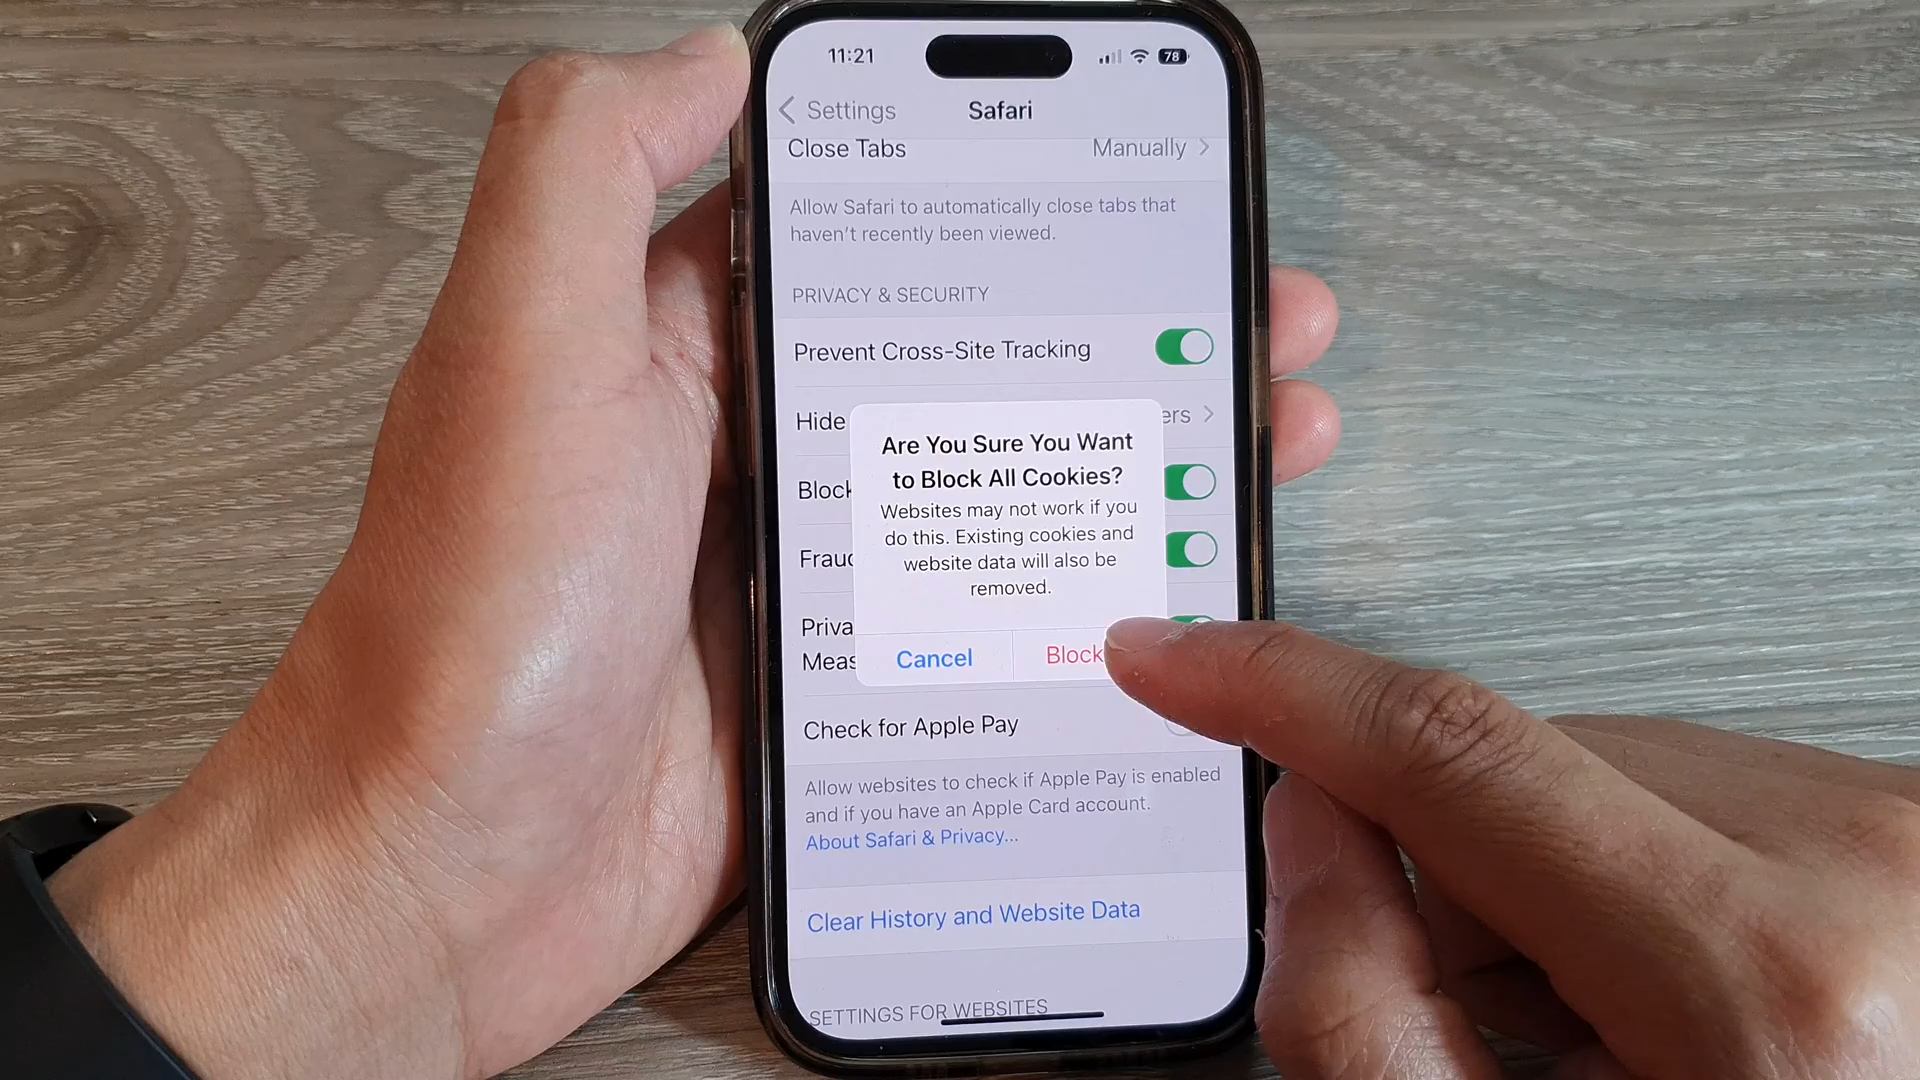 11:21
78
Settings
Safari
Close Tabs
Manually
Allow Safari to automatically close tabs that
haven't recently been viewed.
PRIVACY & SECURITY
Prevent Cross-Site Tracking
Hide
ers
Are You Sure You Want
to Block All Cookies?
Block
Websites may not work if you
do this. Existing cookies and
website data will also be
removed.
Frauc
Priva
Meas
Cancel
Block
Check for Apple Pay
Allow websites to check if Apple Pay is enabled
and if you have an Apple Card account.
About Safari & Privacy...
Clear History and Website Data
SETTINGS FOR WEBSITES